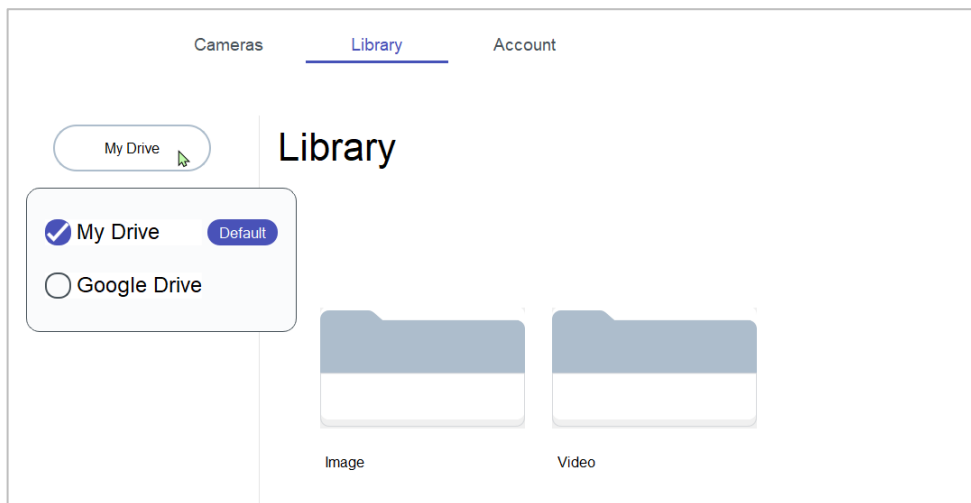 Cameras Library Account
My Drive
Library
My Drive Default
Google Drive
Image Video